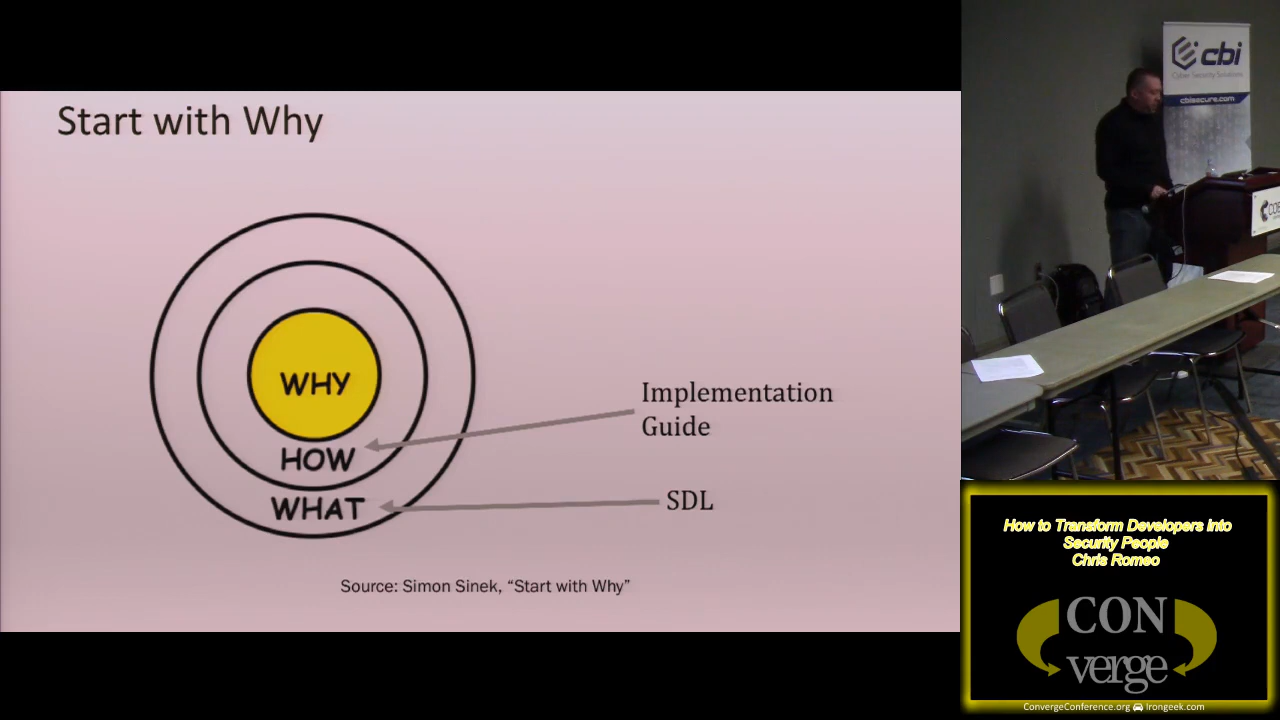 Start with Why
WHY
HOW
WHAT
Implementation
Guide
SDL
Source: Simon Sinek, “Start with Why”
cbi
Cyber Security Solutions
cbisecure.com
How to Transform Developers Into
Security People
Chris Romeo
CON
verge
ConvergeConference.org Irongeek.com